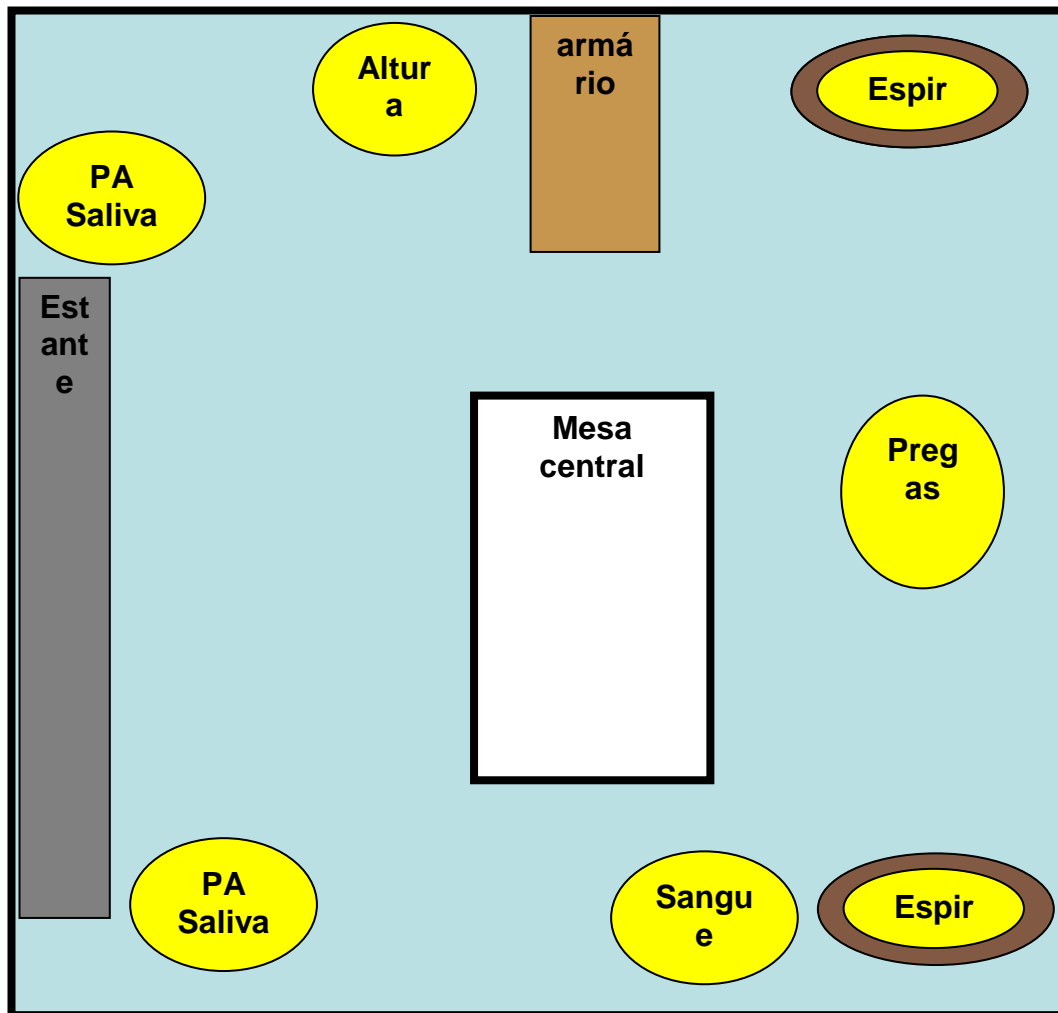 Altur
a
armá
rio
Espir
PA
Saliva
Est
ant
e
Mesa
central
Preg
as
PA
Saliva
Sangu
e
Espir